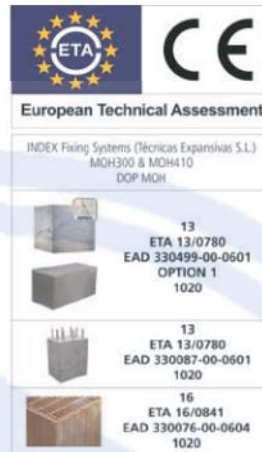 ETA
CE
European Technical Assessment
INDEX Fixing Systems (Técnicas Expansivas S.L.)
MOH300 & MOH410
DOP MOH
13
ETA 13/0780
EAD 330499-00-0601
OPTION 1
1020
13
ETA 13/0780
EAD 330087-00-0601
1020
16
ETA 16/0841
EAD 330076-00-0604
1020